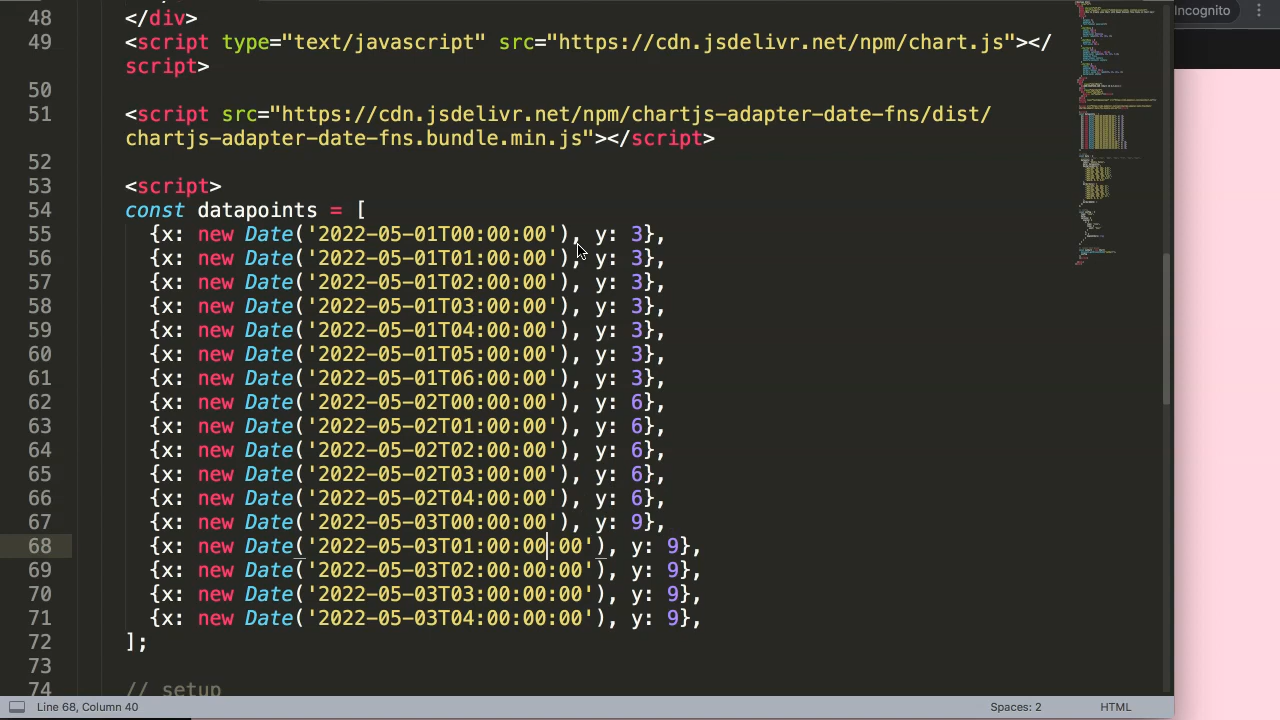 Incognito
48 </div>
49 <script type="text/javascript" src="https://cdn.jsdelivr.net/npm/chart.js"></
script>
50
51 <script src="https://cdn.jsdelivr.net/npm/chartjs-adapter-date-fns/dist/
chartjs-adapter-date-fns.bundle.min.js"></script>
52
53 <script>
54 const datapoints = [
55 {x: new Date('2022-05-01T00:00:00'), y: 3},
56 {x: new Date('2022-05-01T01:00:00'), y: 3},
57 {x: new Date('2022-05-01T02:00:00'), y: 3},
58 {x: new Date('2022-05-01T03:00:00'), y: 3},
59 {x: new Date('2022-05-01T04:00:00'), y: 3},
60 {x: new Date('2022-05-01T05:00:00'), y: 3},
61 {x: new Date('2022-05-01T06:00:00'), y: 3},
62 {x: new Date('2022-05-02T00:00:00'), y: 6},
63 {x: new Date('2022-05-02T01:00:00'), y: 6},
64 {x: new Date('2022-05-02T02:00:00'), y: 6},
65 {x: new Date('2022-05-02T03:00:00'), y: 6},
66 {x: new Date('2022-05-02T04:00:00'), y: 6},
67 {x: new Date('2022-05-03T00:00:00'), y: 9},
68 {x: new Date('2022-05-03T01:00:00:00'), y: 9},
69 {x: new Date('2022-05-03T02:00:00:00'), y: 9},
70 {x: new Date('2022-05-03T03:00:00:00'), y: 9},
71 {x: new Date('2022-05-03T04:00:00:00'), y: 9},
72 ];
73
74 // setup
Line 68, Column 40
Spaces: 2
HTML